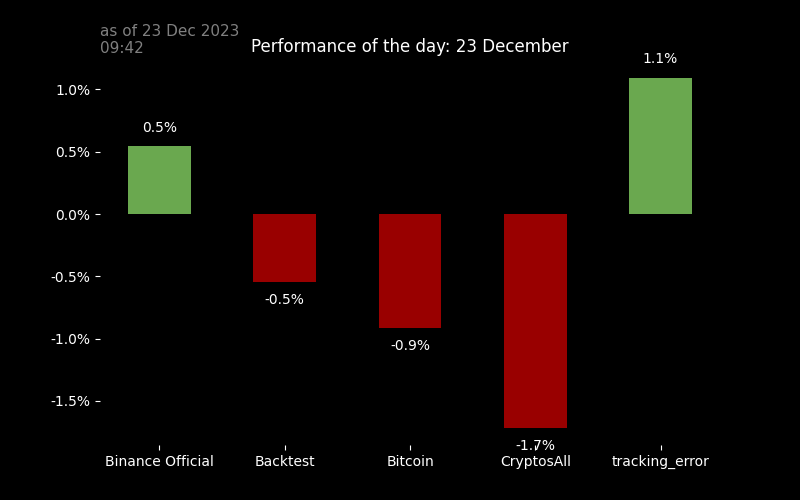 as of 23 Dec 2023
09:42
Performance of the day: 23 December
1.1%
1.0%
0.5%
0.5%
0.0%
-0.5%
-0.5%
-1.0%
-0.9%
-1.5%
-1.7%
Binance Official
Backtest
Bitcoin
CryptosAll
tracking_error